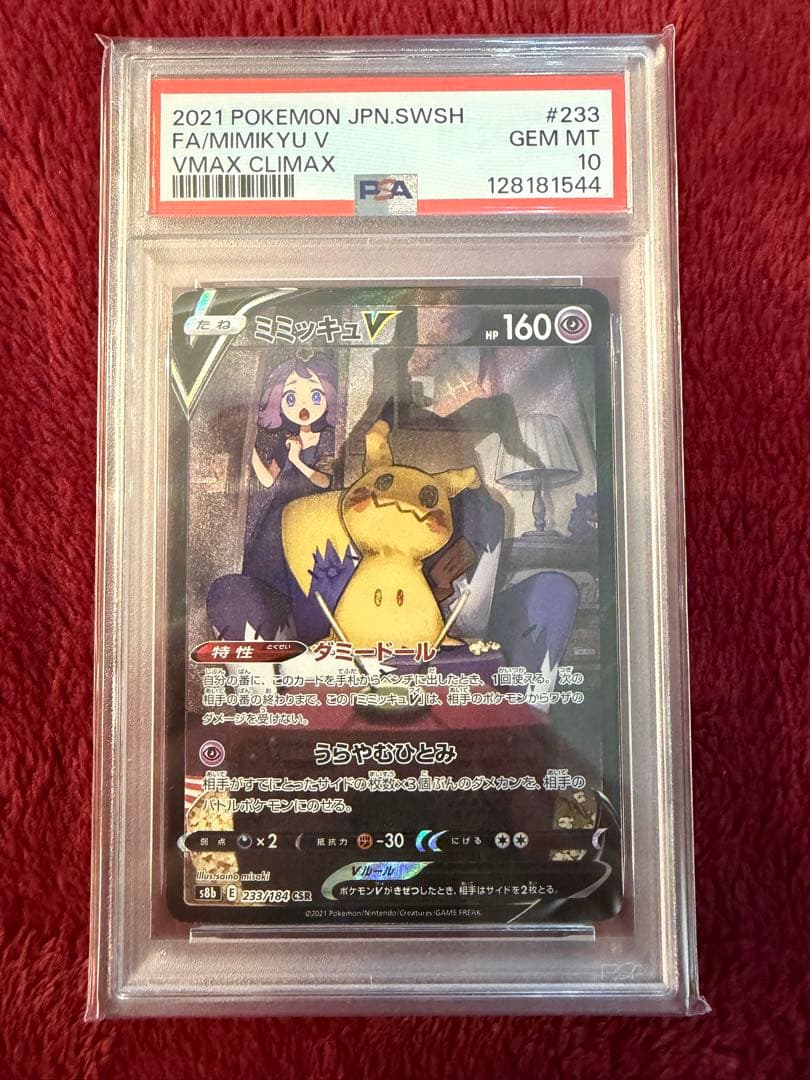 2021 POKEMON JPN.SWSH #233
FA/MIMIKYU V GEM MT
VMAX CLIMAX 10
PSA 128181544
たね ミミッキュV HP 160
特性 とくせい ダミードール
自分の番に、このカードを手札からベンチに出したとき、1回使える。次の
相手の番の終わりまで、この「ミミッキュV」は、相手のポケモンからワザの
ダメージを受けない。
うらやむひとみ
相手がすでにとったサイドの枚数×3個ぶんのダメカンを、相手の
バトルポケモンにのせる。
弱点 ×2 抵抗力 -30 にげる
Illus. saino misaki
Vルール
ポケモンVがきぜつしたとき、相手はサイドを2枚とる。
s8b E 233/184 CSR
©2021 Pokémon/Nintendo/Creatures/GAME FREAK.